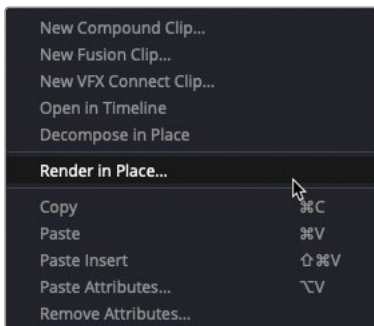 New Compound Clip...
New Fusion Clip...
New VFX Connect Clip...
Open in Timeline
Decompose in Place
Render in Place...
Copy ⌘C
Paste ⌘V
Paste Insert ⇧⌘V
Paste Attributes... ⌥V
Remove Attributes...